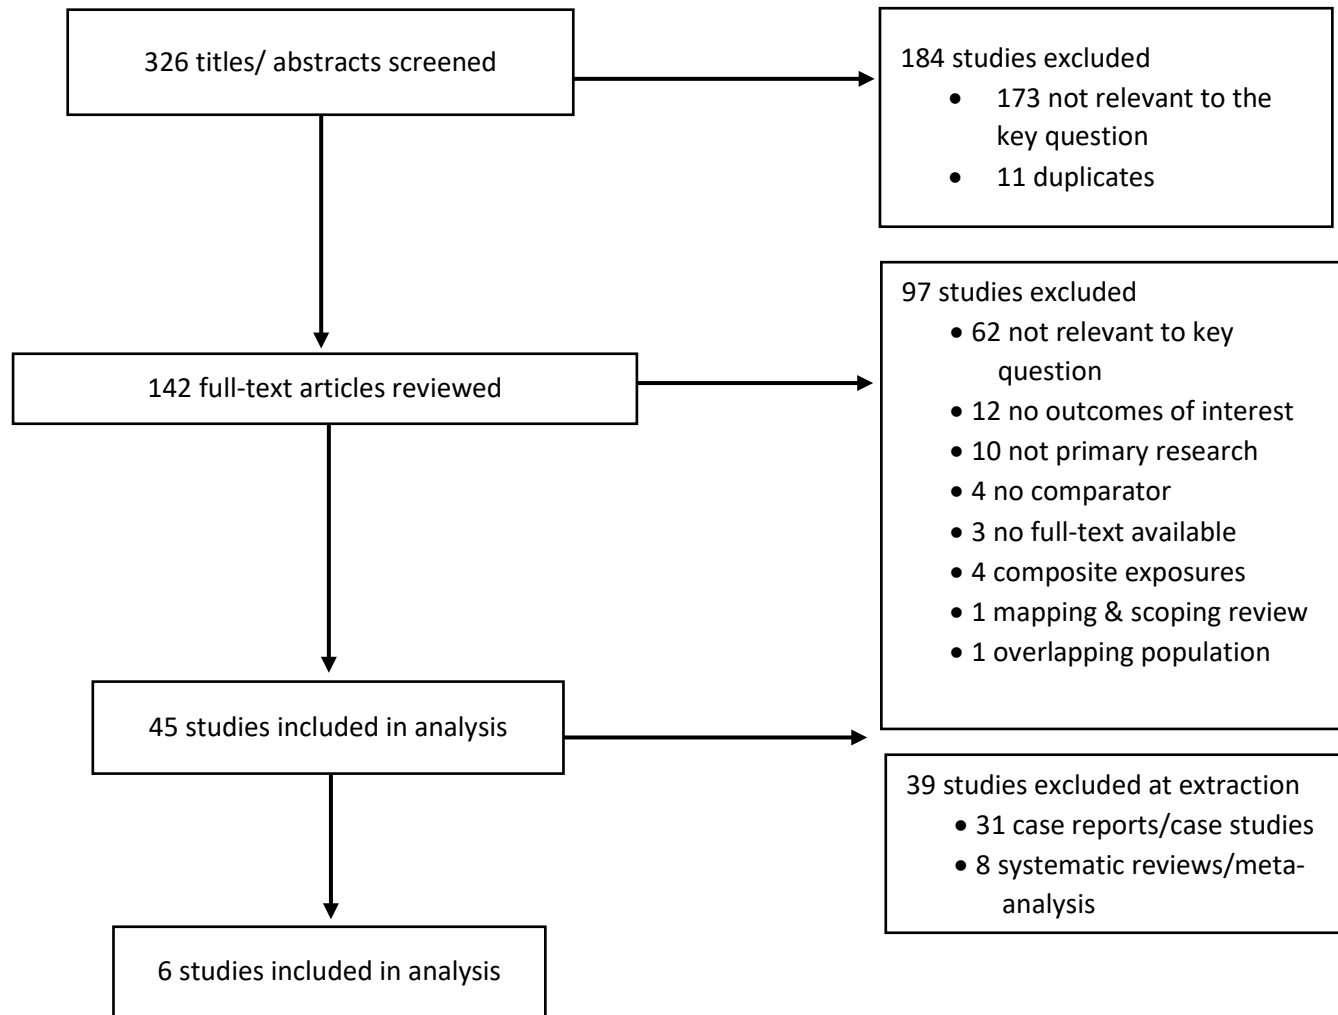 326 titles/ abstracts screened
184 studies excluded
• 173 not relevant to the
key question
• 11 duplicates
142 full-text articles reviewed
97 studies excluded
• 62 not relevant to key
question
• 12 no outcomes of interest
• 10 not primary research
• 4 no comparator
• 3 no full-text available
• 4 composite exposures
• 1 mapping & scoping review
• 1 overlapping population
45 studies included in analysis
39 studies excluded at extraction
• 31 case reports/case studies
• 8 systematic reviews/meta-
analysis
6 studies included in analysis